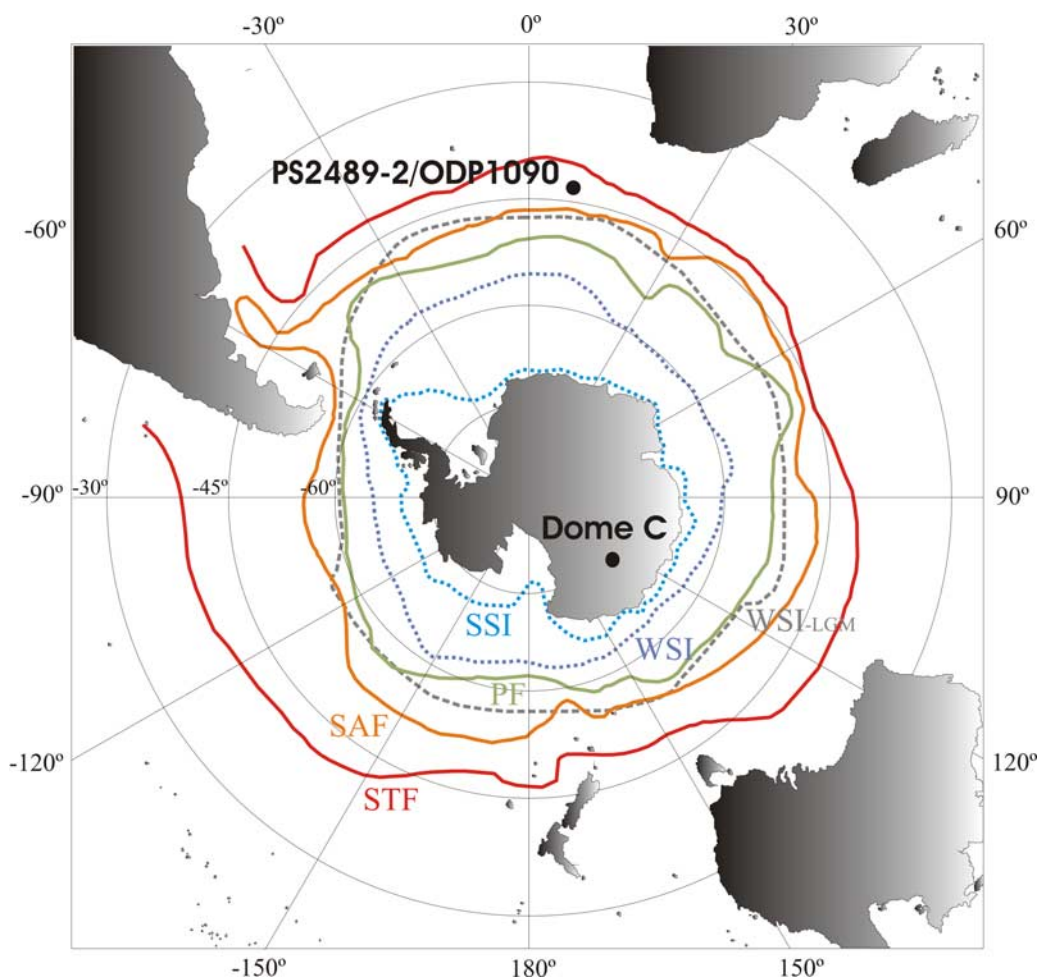 -30º 0º 30º
PS2489-2/ODP1090
-60º 60º
-90º -30º -45º -60º 90º
Dome C
SSI WSI WSI-LGM
PF
SAF
-120º 120º
STF
-150º 180º 150º